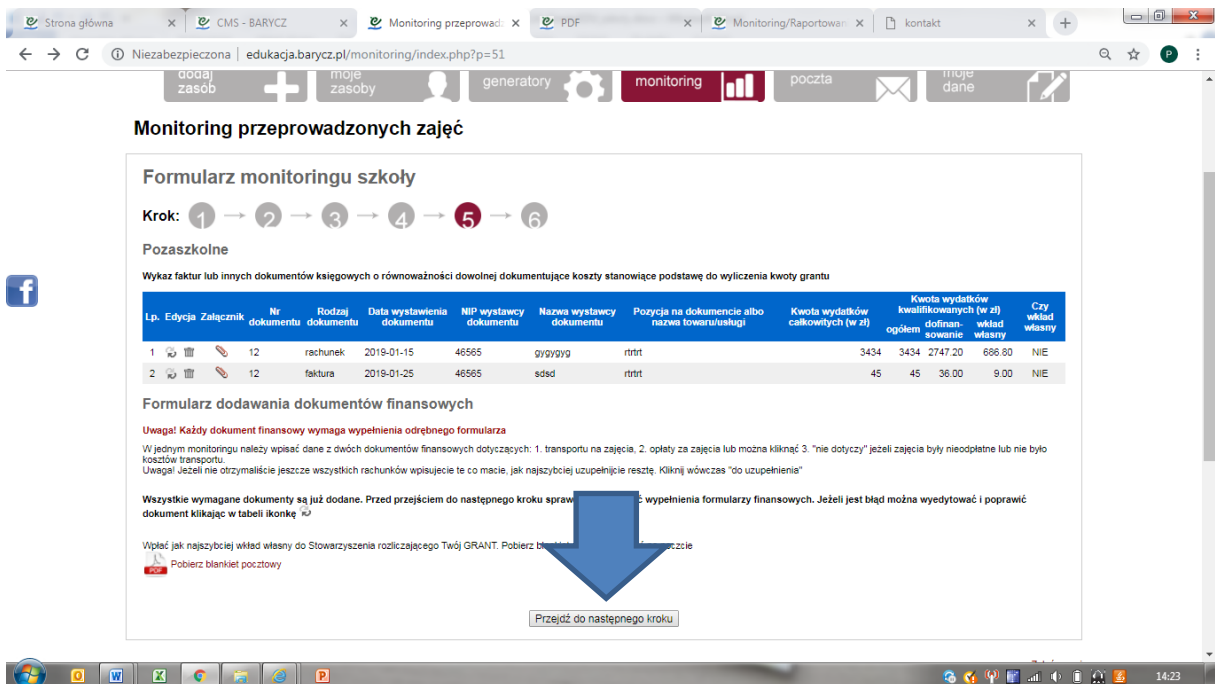 Strona główna
CMS - BARYCZ
Monitoring przeprowadz
PDF
Monitoring/Raportowan
kontakt
Niezabezpieczona | edukacja.barycz.pl/monitoring/index.php?p=51
P
dodaj zasób
moje zasoby
generatory
monitoring
poczta
moje dane
Monitoring przeprowadzonych zajęć
Formularz monitoringu szkoły
Krok: 1 → 2 → 3 → 4 → 5 → 6
Pozaszkolne
Wykaz faktur lub innych dokumentów księgowych o równoważności dowolnej dokumentujące koszty stanowiące podstawę do wyliczenia kwoty grantu
Lp. Edycja Załącznik Nr dokumentu Rodzaj dokumentu Data wystawienia dokumentu NIP wystawcy dokumentu Nazwa wystawcy dokumentu Pozycja na dokumencie albo nazwa towaru/usługi Kwota wydatków całkowitych (w zł) Kwota wydatków kwalifikowanych (w zł) ogółem dofinan-sowanie wkład własny Czy wkład własny
1 12 rachunek 2019-01-15 46565 gygygyg rtrtrt 3434 3434 2747.20 686.80 NIE
2 12 faktura 2019-01-25 46565 sdsd rtrtrt 45 45 36.00 9.00 NIE
Formularz dodawania dokumentów finansowych
Uwaga! Każdy dokument finansowy wymaga wypełnienia odrębnego formularza
W jednym monitoringu należy wpisać dane z dwóch dokumentów finansowych dotyczących: 1. transportu na zajęcia, 2. opłaty za zajęcia lub można kliknąć 3. "nie dotyczy" jeżeli zajęcia były nieodpłatne lub nie było
kosztów transportu.
Uwaga! Jeżeli nie otrzymaliście jeszcze wszystkich rachunków wpisujecie te co macie, jak najszybciej uzupełnijcie resztę. Kliknij wówczas "do uzupełnienia"
Wszystkie wymagane dokumenty są już dodane. Przed przejściem do następnego kroku spraw ć wypełnienia formularzy finansowych. Jeżeli jest błąd można wyedytować i poprawić
dokument klikając w tabeli ikonkę
Wpłać jak najszybciej wkład własny do Stowarzyszenia rozliczającego Twój GRANT. Pobierz
PDF Pobierz blankiet pocztowy
Przejdź do następnego kroku
14:23